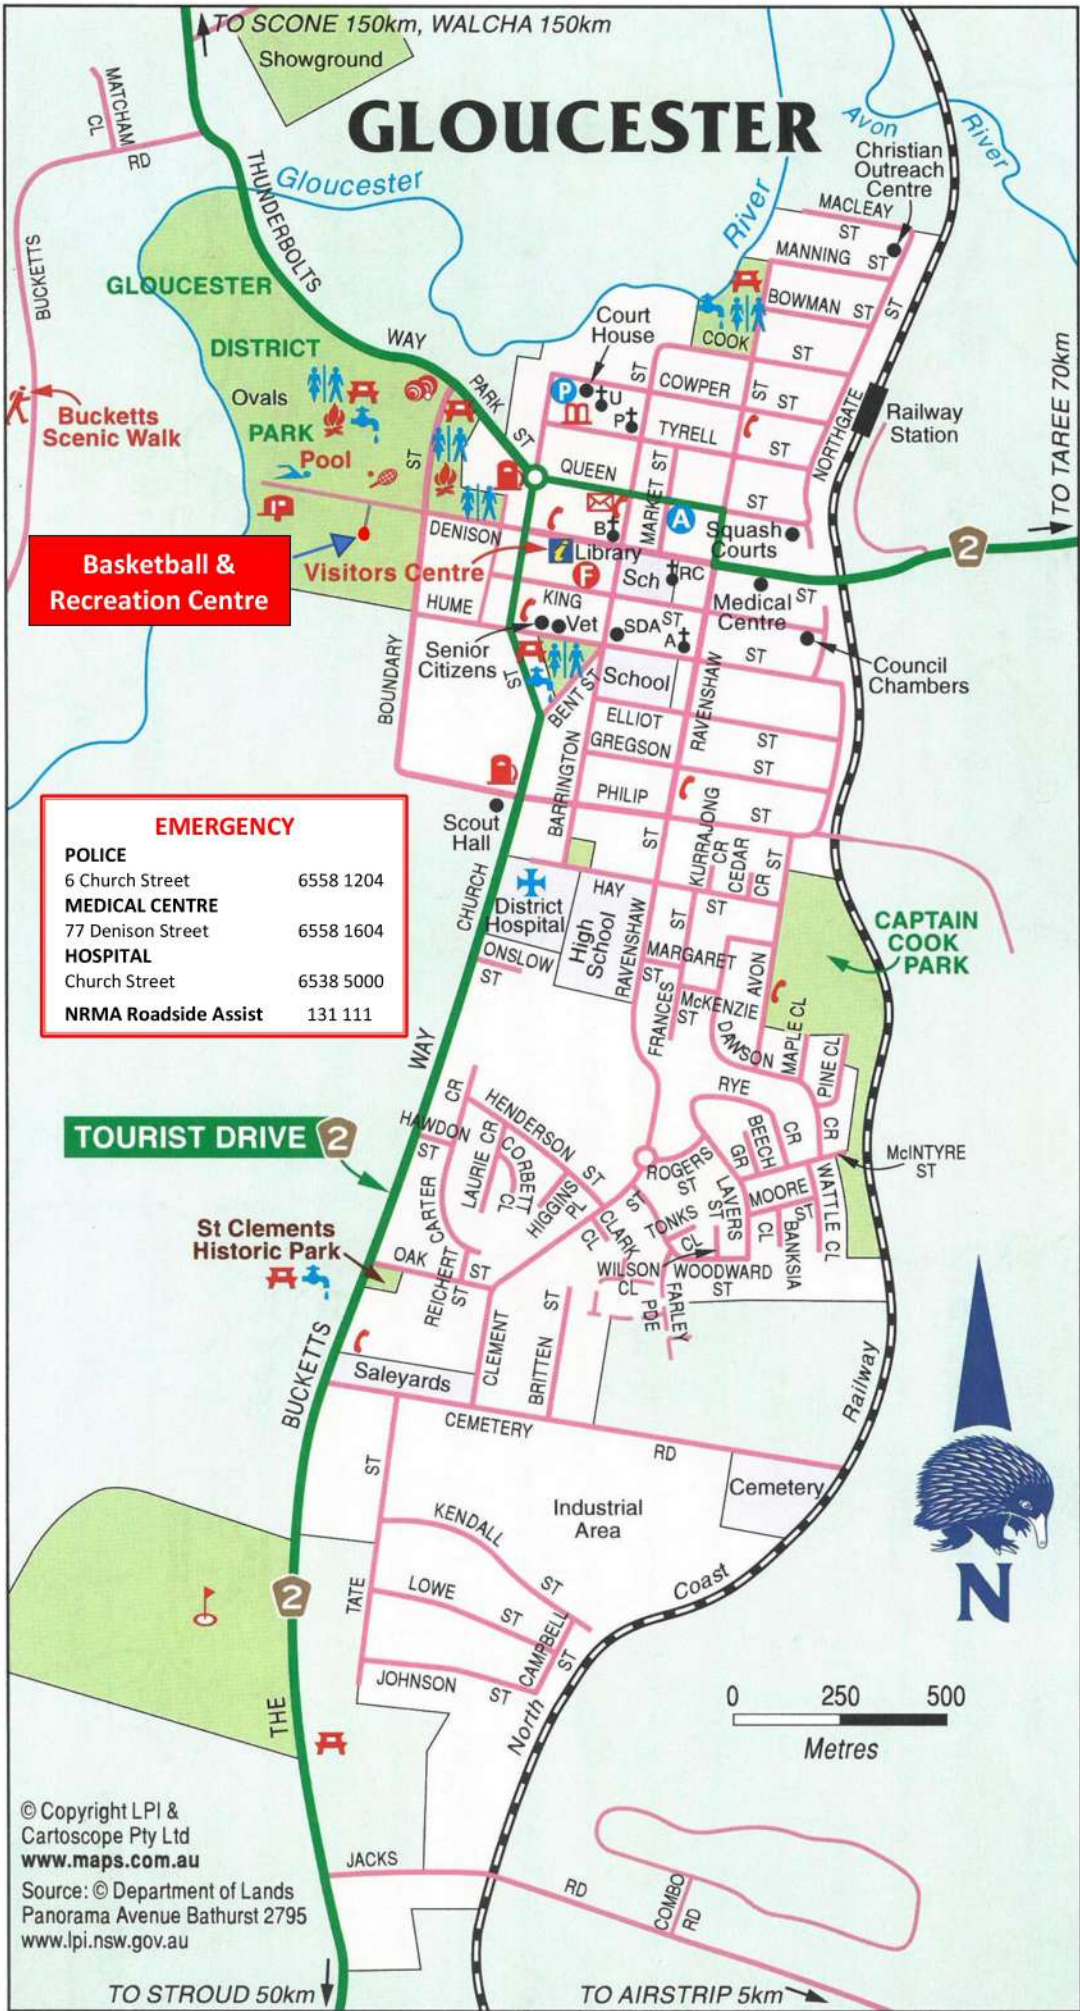 TO SCONE 150km, WALCHA 150km
Showground
GLOUCESTER
MATCHAM
CL
RD
THUNDERBOLTS
WAY
Gloucester
River
Avon
River
Christian
Outreach
Centre
MACLEAY
ST
MANNING ST
BOWMAN ST
ST
BUCKETTS
GLOUCESTER
DISTRICT
PARK
Ovals
Pool
Bucketts
Scenic Walk
PARK
ST
ST
Court
House
COOK
ST
ST
COWPER
ST
ST
P
U
P
TYRELL
ST
NORTHGATE
Railway
Station
TO TAREE 70km
QUEEN
ST
MARKET ST
A
B
Squash
Courts
2
DENISON
i Library
Visitors Centre
F
Sch
RC
Basketball &
Recreation Centre
HUME
KING
ST
Medical
Centre
ST
Vet
SDA
A
ST
Senior
Citizens
ST
Council
Chambers
BOUNDARY
BENT ST
School
RAVENSHAW
ELLIOT
ST
GREGSON
ST
BARRINGTON
PHILIP
ST
ST
Scout
Hall
KURRAJONG
CR
CEDAR
CR
ST
EMERGENCY
POLICE
6 Church Street 6558 1204
MEDICAL CENTRE
77 Denison Street 6558 1604
HOSPITAL
Church Street 6538 5000
NRMA Roadside Assist 131 111
CHURCH
District
Hospital
HAY
ST
High
School
RAVENSHAW
ST
CAPTAIN
COOK
PARK
ONSLOW
ST
MARGARET
ST
AVON
McKENZIE
ST
FRANCES
DAWSON
MAPLE CL
PINE CL
WAY
RYE
CR
CR
BEECH
GR
McINTYRE
ST
TOURIST DRIVE 2
CR
HAWDON
ST
HENDERSON
ST
LAURIE CR
CORBETT
CL
HIGGINS
PL
ROGERS
ST
ST
LAVERS
ST
MOORE
ST
WATTLE CL
CARTER
CLARK
CL
TONKS
CL
CL
BANKSIA
St Clements
Historic Park
OAK
ST
REICHERT
ST
WILSON
CL
WOODWARD
ST
FARLEY
PDE
BUCKETTS
CLEMENT
BRITTEN
ST
Saleyards
Railway
CEMETERY
RD
Cemetery
ST
Industrial
Area
KENDALL
ST
Coast
N
2
TATE
LOWE
ST
CAMPBELL
ST
JOHNSON
ST
North
THE
0 250 500
Metres
© Copyright LPI &
Cartoscope Pty Ltd
www.maps.com.au
Source: © Department of Lands
Panorama Avenue Bathurst 2795
www.lpi.nsw.gov.au
JACKS
RD
COMBO
RD
TO STROUD 50km
TO AIRSTRIP 5km